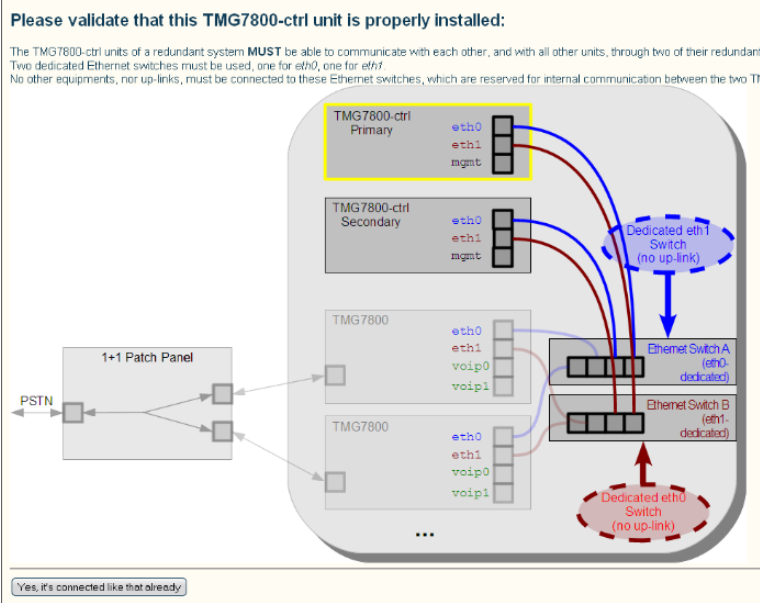 Please validate that this TMG7800-ctrl unit is properly installed:
The TMG7800-ctrl units of a redundant system MUST be able to communicate with each other, and with all other units, through two of their redundant
Two dedicated Ethernet switches must be used, one for eth0, one for eth1.
No other equipments, nor up-links, must be connected to these Ethernet switches, which are reserved for internal communication between the two
TMG7800-ctrl
Primary
eth0
eth1
mgmt
TMG7800-ctrl
Secondary
eth0
eth1
mgmt
Dedicated eth1
Switch
(no up-link)
TMG7800
eth0
eth1
voip0
voip1
Ethernet Switch A
(eth0-
dedicated)
1+1 Patch Panel
PSTN
Ethernet Switch B
(eth1-
dedicated)
TMG7800
eth0
eth1
voip0
voip1
Dedicated eth0
Switch
(no up-link)
...
Yes, it's connected like that already